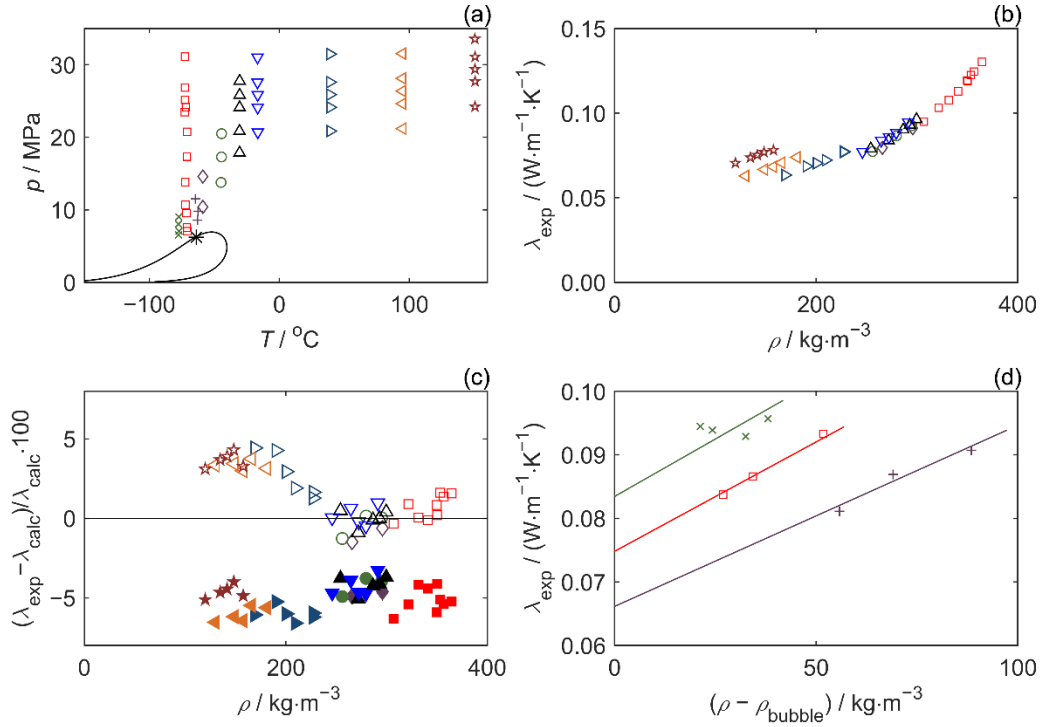 (a)
30
20
10
0
p / MPa
−100
0
100
T / °C
(b)
0.15
0.10
0.05
0.00
λexp / (W·m−1·K−1)
0
200
400
ρ / kg·m−3
(c)
5
0
−5
(λexp−λcalc)/λcalc·100
0
200
400
ρ / kg·m−3
(d)
0.10
0.09
0.08
0.07
0.06
λexp / (W·m−1·K−1)
0
50
100
(ρ − ρbubble) / kg·m−3